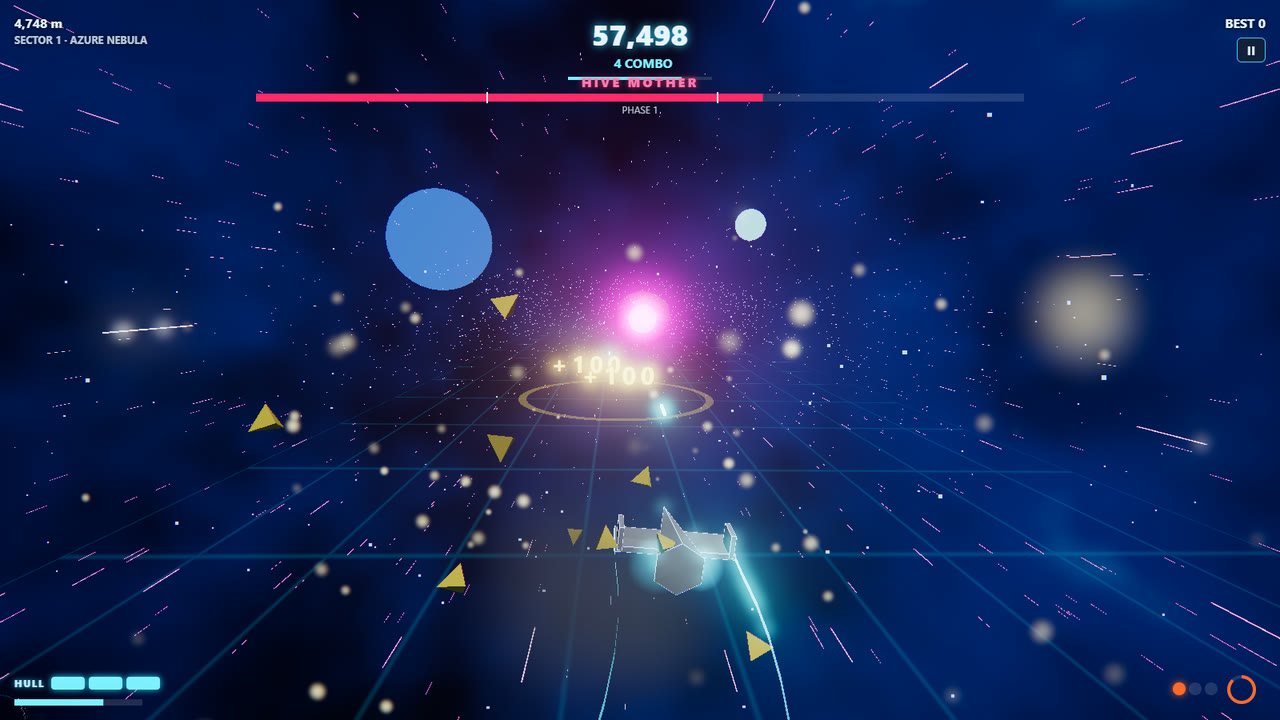 4,748 m
SECTOR 1 · AZURE NEBULA
57,498
4 COMBO
HIVE MOTHER
PHASE 1
BEST 0
+100
+100
HULL